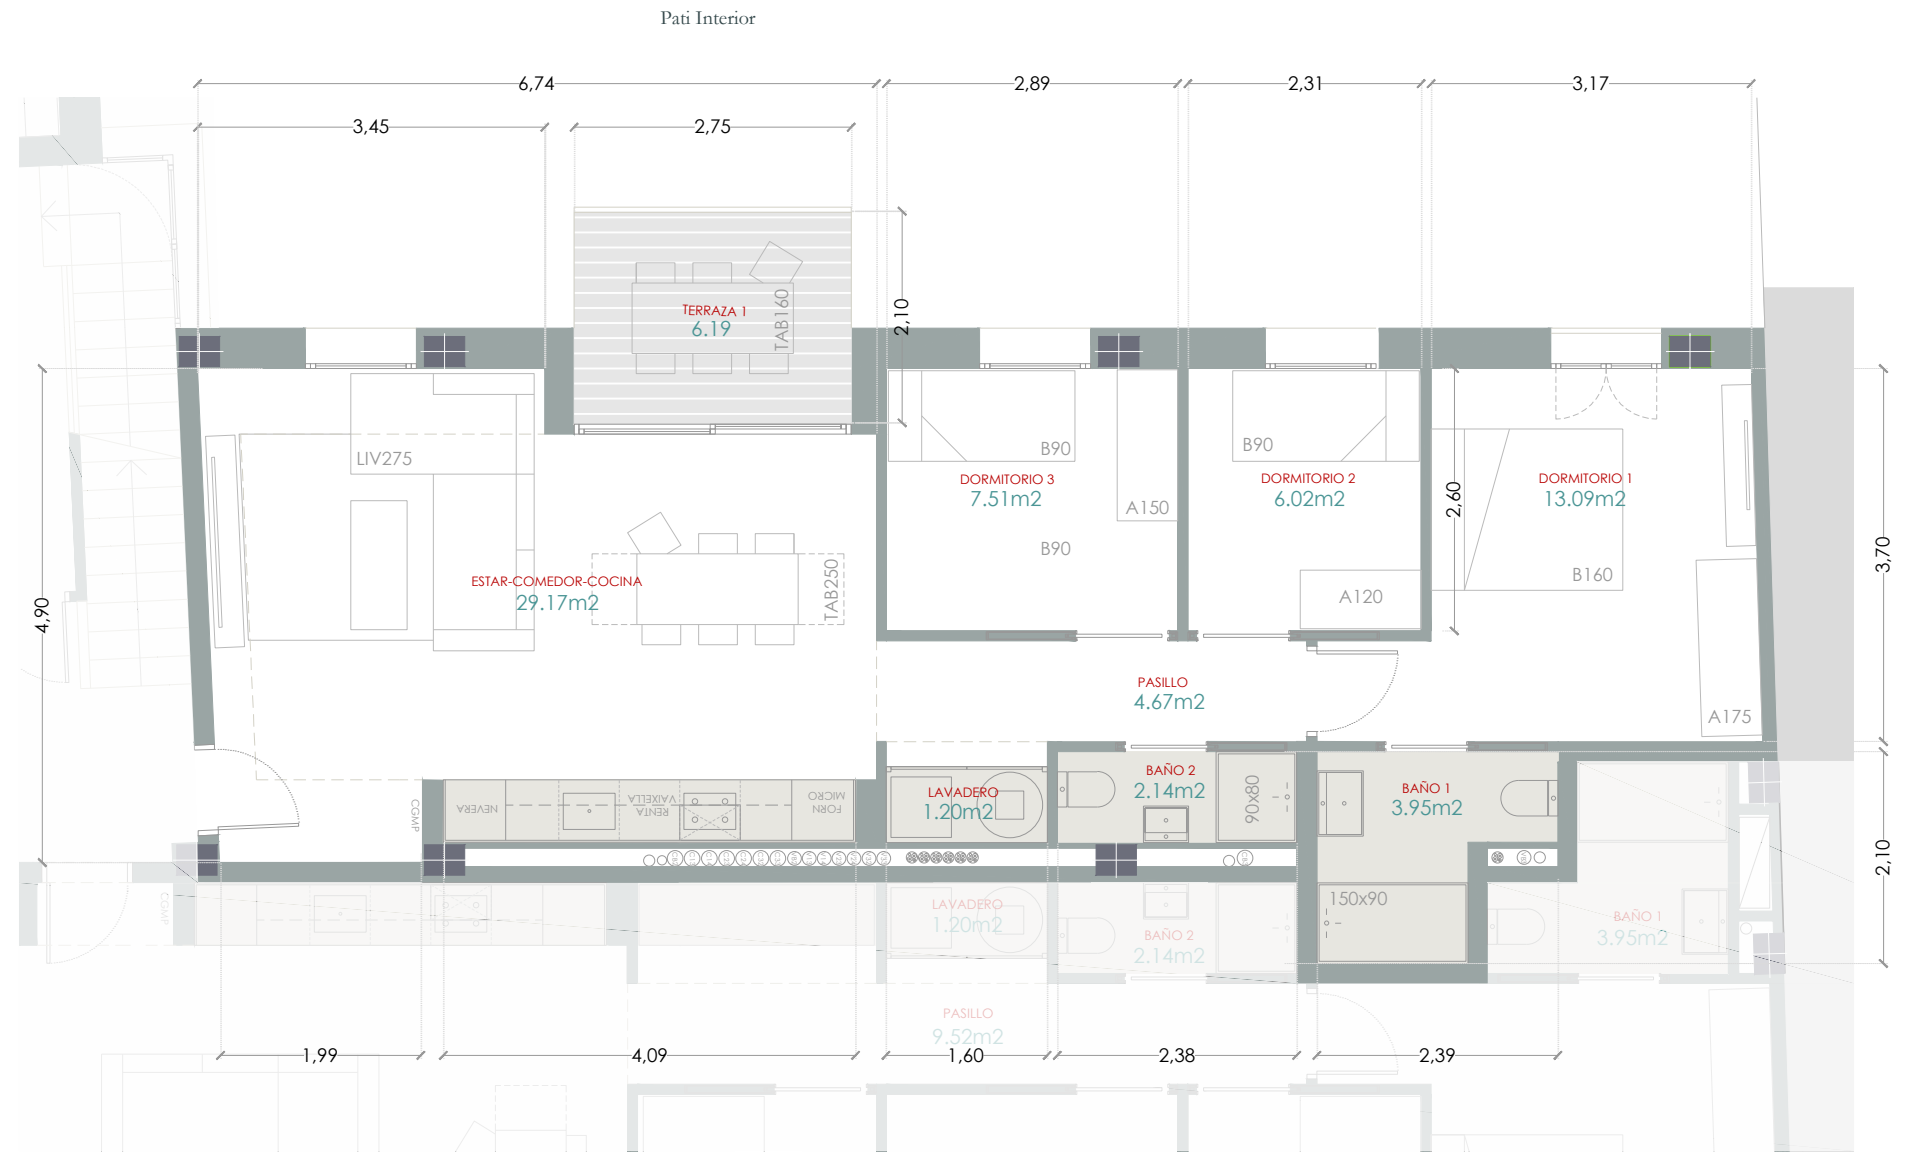 Pati Interior
6,74
2,89
2,31
3,17
3,45
2,75
TERRAZA 1
6.19
TAB160
2,10
LIV275
B90
DORMITORIO 3
7.51m2
A150
B90
B90
DORMITORIO 2
6.02m2
A120
2,60
DORMITORIO 1
13.09m2
B160
A175
3,70
4,90
ESTAR-COMEDOR-COCINA
29.17m2
TAB250
PASILLO
4.67m2
CGMP
NEVERA
RENTA
VAIXELLA
FORN
MICRO
LAVADERO
1.20m2
BAÑO 2
2.14m2
90x80
BAÑO 1
3.95m2
150x90
2,10
CGMP
LAVADERO
1.20m2
BAÑO 2
2.14m2
BAÑO 1
3.95m2
PASILLO
9.52m2
1,99
4,09
1,60
2,38
2,39